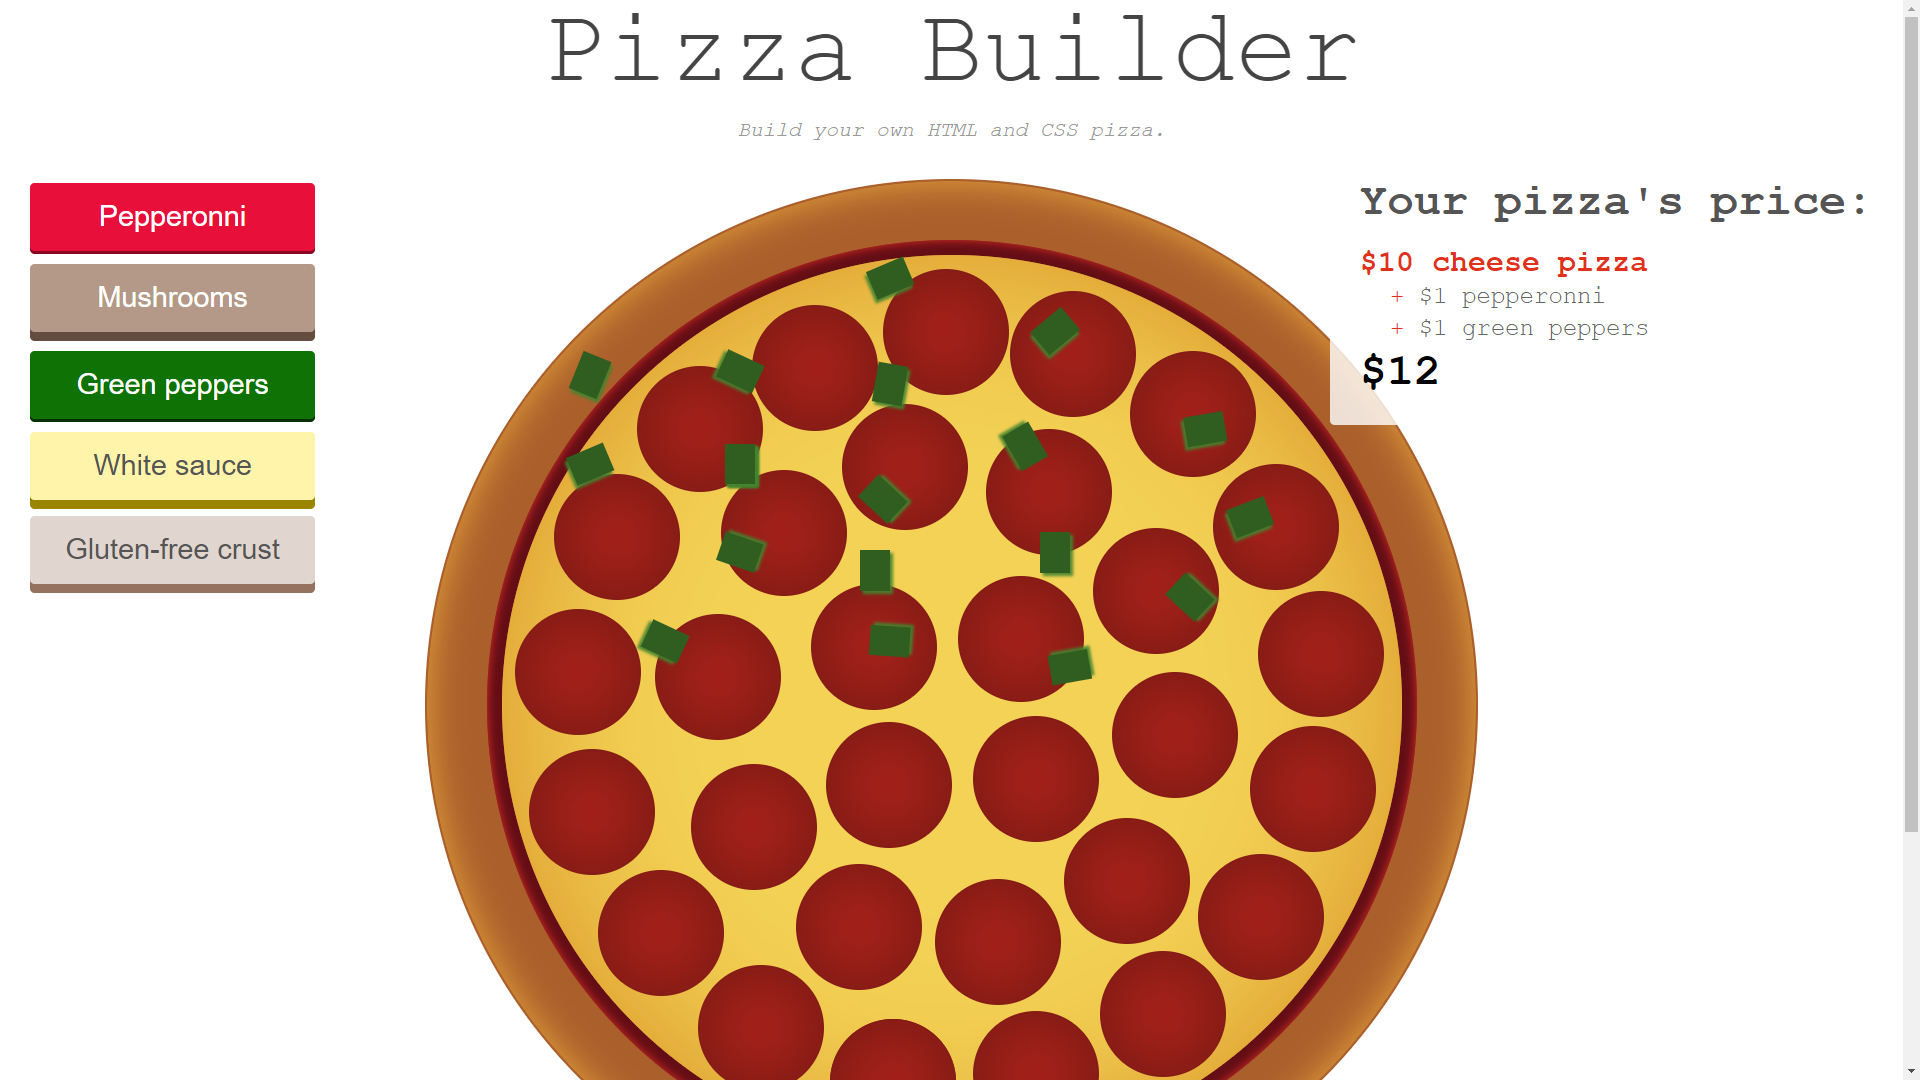 Pizza Builder
Build your own HTML and CSS pizza.
Pepperonni
Mushrooms
Green peppers
White sauce
Gluten-free crust
Your pizza's price:
$10 cheese pizza
+ $1 pepperonni
+ $1 green peppers
$12